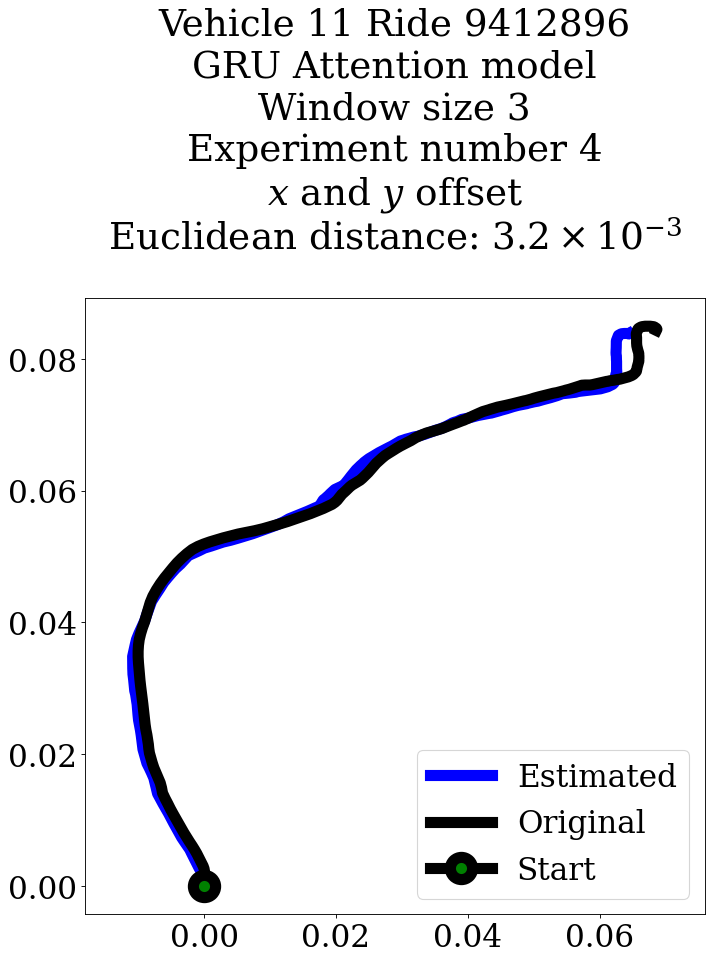 Vehicle 11 Ride 9412896
GRU Attention model
Window size 3
Experiment number 4
x and y offset
Euclidean distance: 3.2 × 10⁻³
0.08
0.06
0.04
0.02
0.00
Estimated
Original
Start
0.00 0.02 0.04 0.06